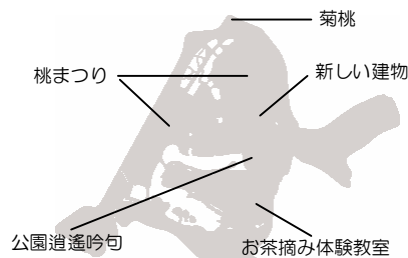 菊桃
桃まつり
新しい建物
公園逍遙吟句
お茶摘み体験教室